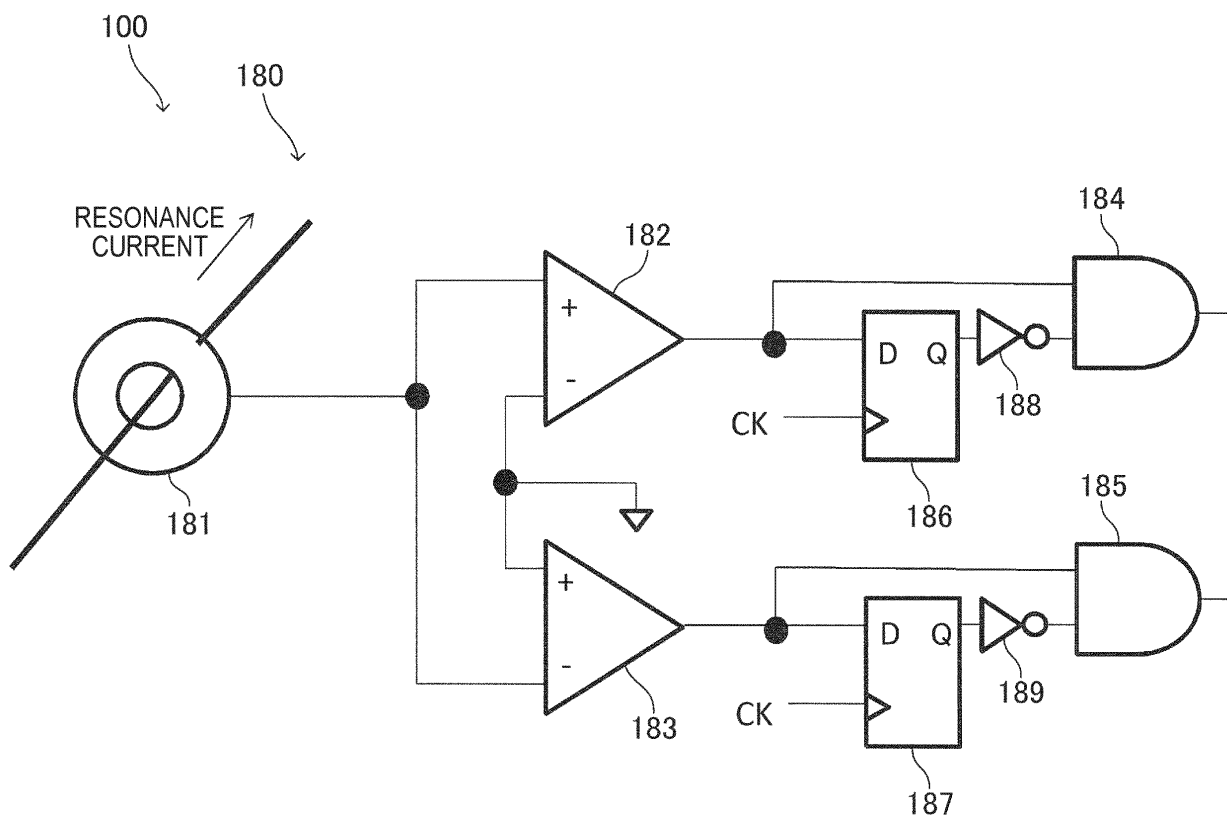 100
180
RESONANCE
CURRENT
181
182
+
-
184
D Q
CK
188
186
185
+
-
183
D Q
CK
189
187